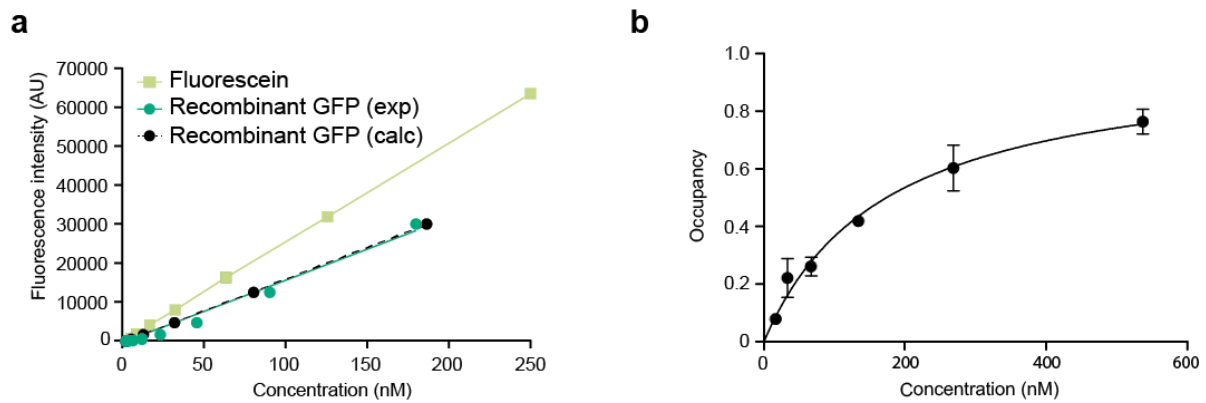 a
Fluorescence intensity (AU)
70000
60000
50000
40000
30000
20000
10000
0
Fluorescein
Recombinant GFP (exp)
Recombinant GFP (calc)
0 50 100 150 200 250
Concentration (nM)
b
Occupancy
1.0
0.8
0.6
0.4
0.2
0
0 200 400 600
Concentration (nM)